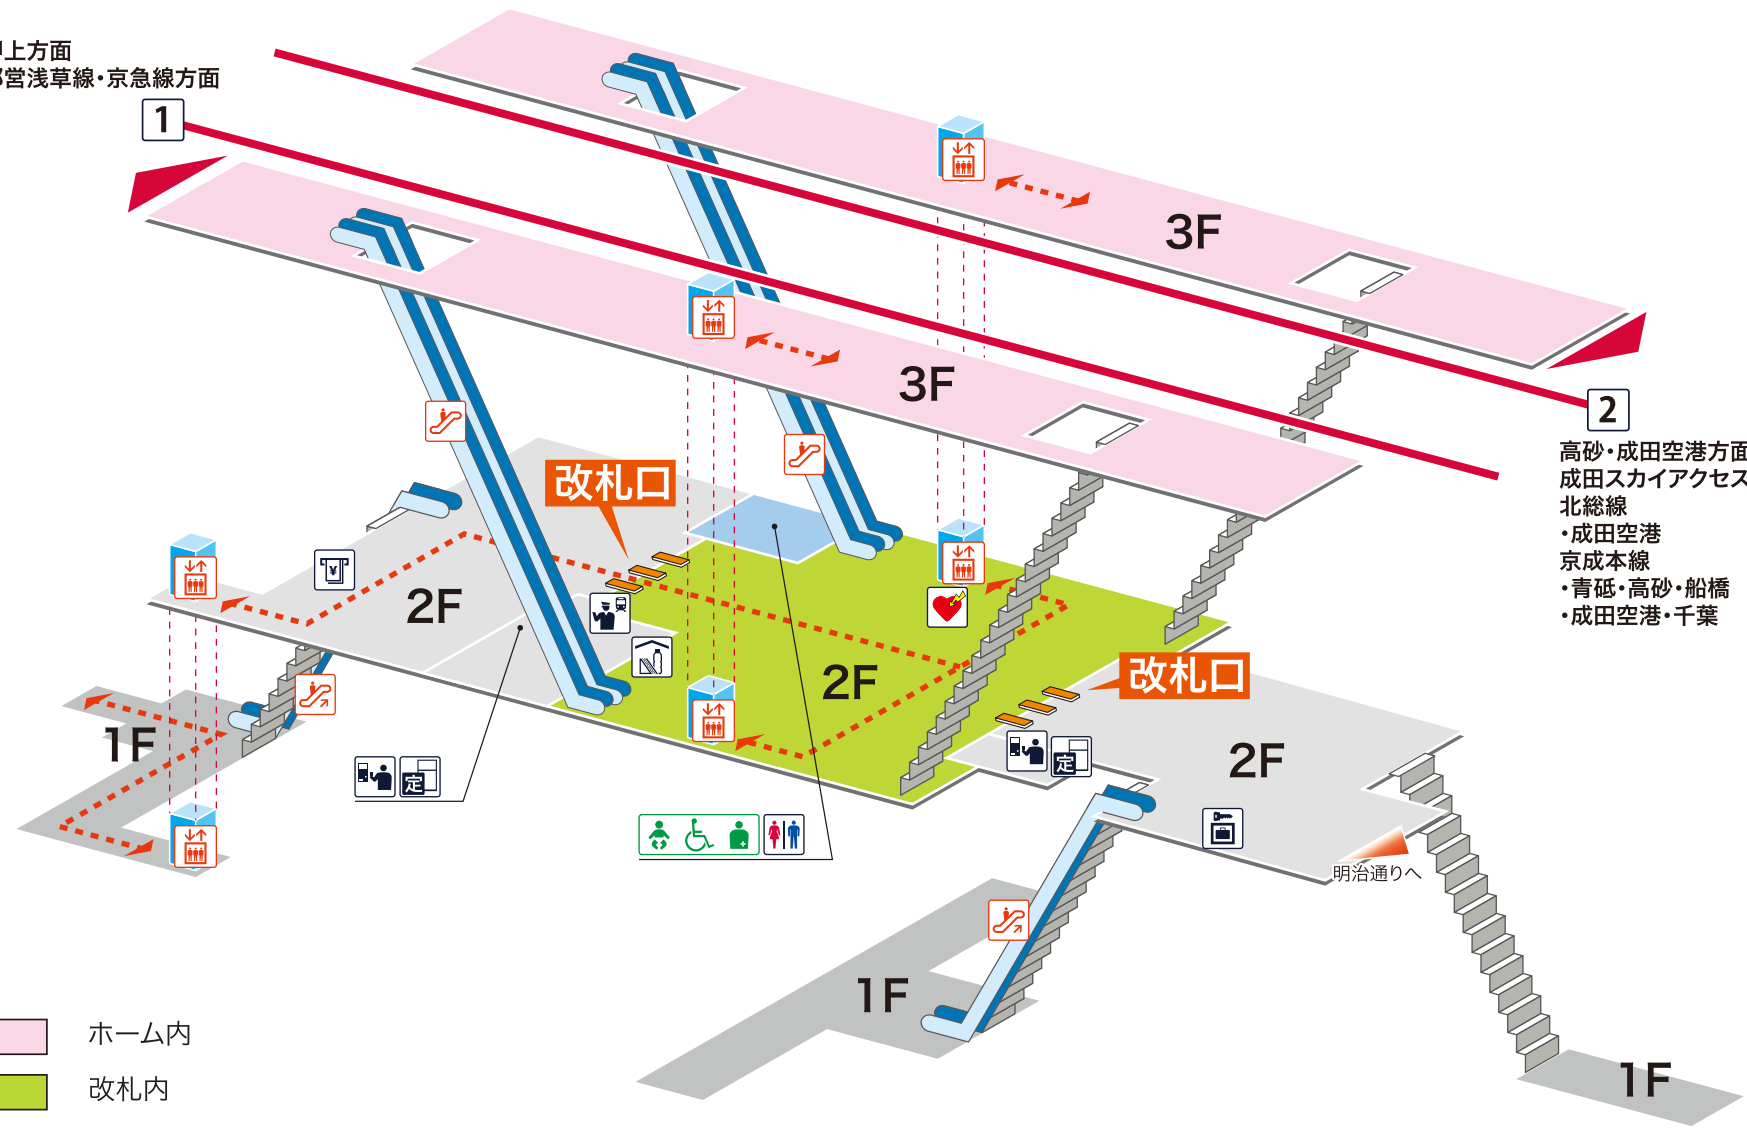 上方面
営浅草線・京急線方面
1
3F
3F
2
高砂・成田空港方面
成田スカイアクセス
北総線
・成田空港
京成本線
・青砥・高砂・船橋
・成田空港・千葉
改札口
¥
2F
2F
改札口
1F
定
定
2F
明治通りへ
1F
1F
ホーム内
改札内